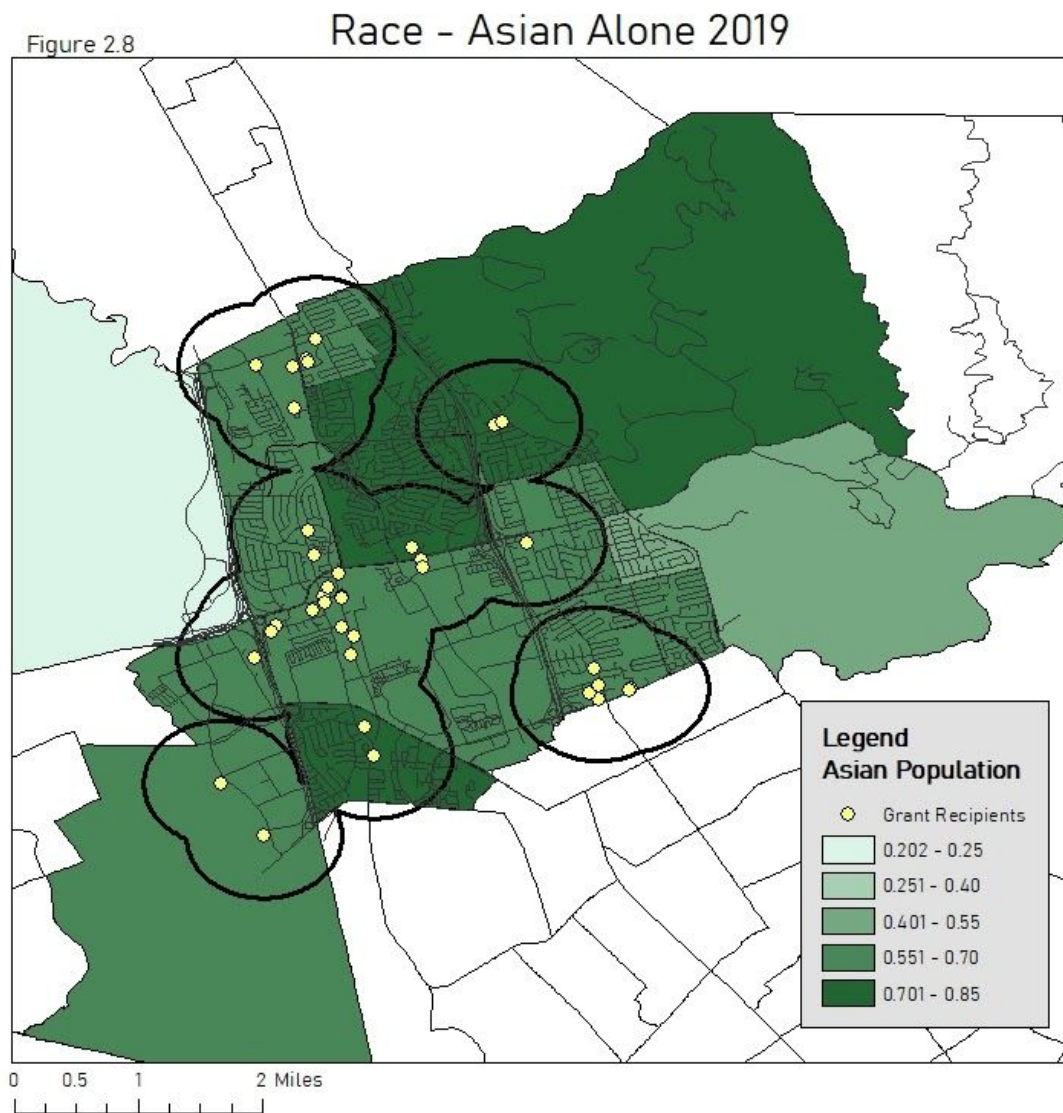 Race - Asian Alone 2019
Figure 2.8
Legend
Asian Population
Grant Recipients
0.202 - 0.25
0.251 - 0.40
0.401 - 0.55
0.551 - 0.70
0.701 - 0.85
0 0.5 1 2 Miles